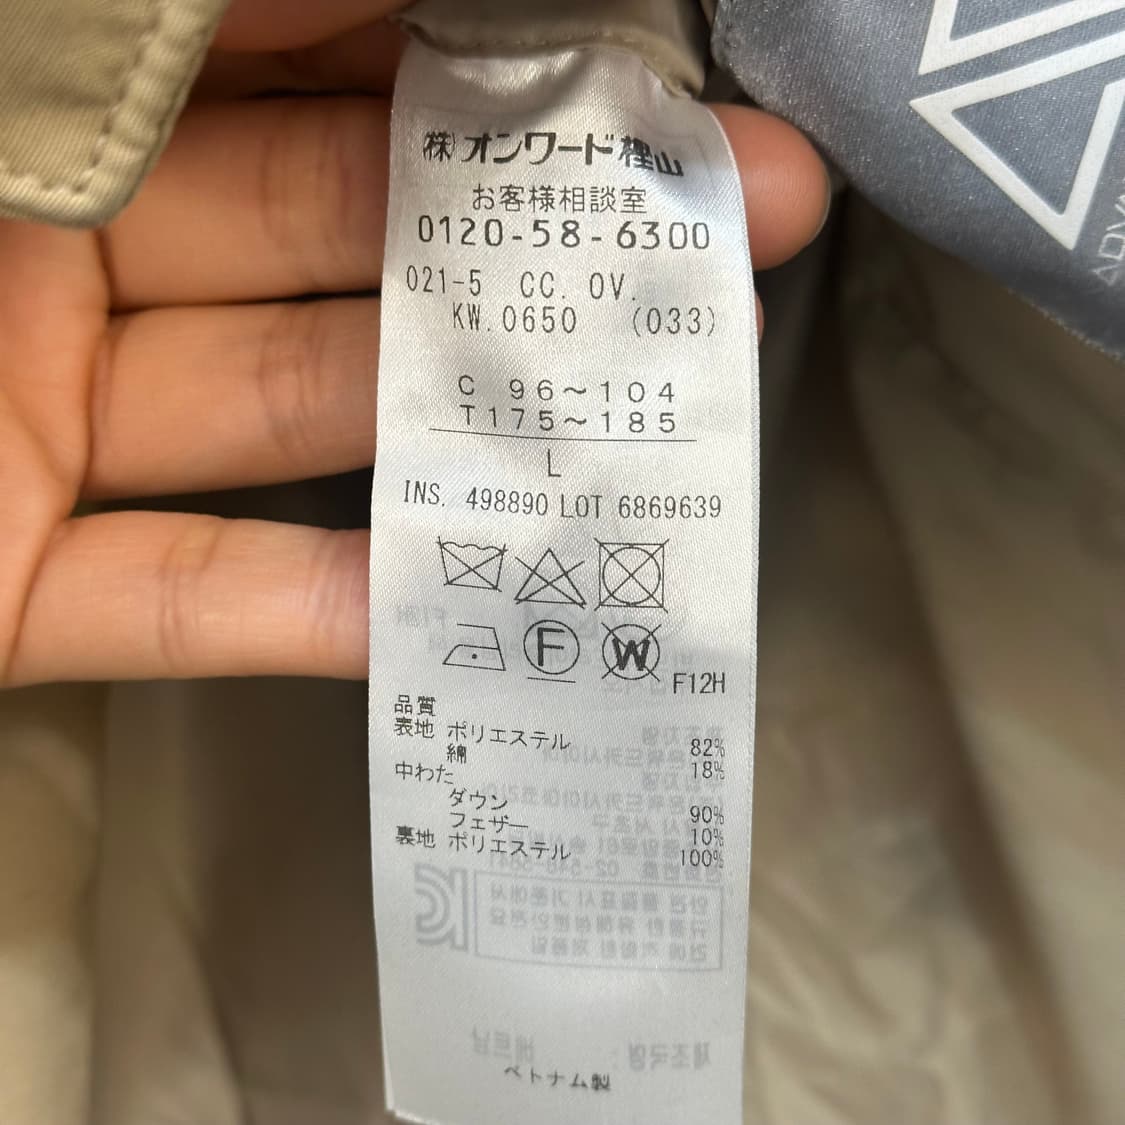 ㈱オンワード樫山
お客様相談室
0120-58-6300
021-5 CC. OV.
KW.0650 (033)
C 96～104
T175～185
L
INS. 498890 LOT 6869639
F
W
F12H
品質
表地 ポリエステル 82%
綿 18%
中わた
ダウン 90%
フェザー 10%
裏地 ポリエステル 100%
ベトナム製